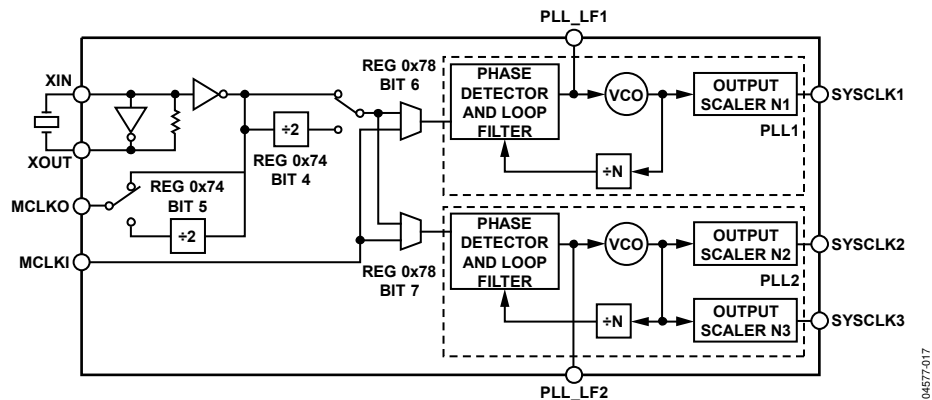 PLL_LF1
XIN
XOUT
MCLKO
MCLKI
REG 0x74
BIT 5
÷2
÷2
REG 0x74
BIT 4
REG 0x78
BIT 6
REG 0x78
BIT 7
PHASE
DETECTOR
AND LOOP
FILTER
VCO
OUTPUT
SCALER N1
PLL1
÷N
SYSCLK1
PHASE
DETECTOR
AND LOOP
FILTER
VCO
OUTPUT
SCALER N2
PLL2
÷N
OUTPUT
SCALER N3
SYSCLK2
SYSCLK3
PLL_LF2
04577-017